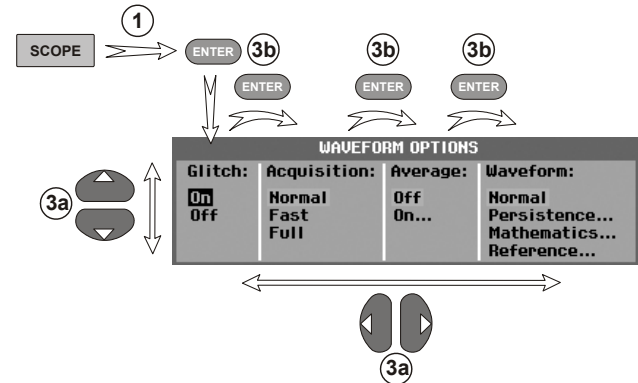 1
SCOPE
ENTER
3b
3b
3b
ENTER
ENTER
ENTER
WAVEFORM OPTIONS
Glitch: Acquisition: Average: Waveform:
On Normal Off Normal
Off Fast On... Persistence...
Full Mathematics...
Reference...
3a
3a